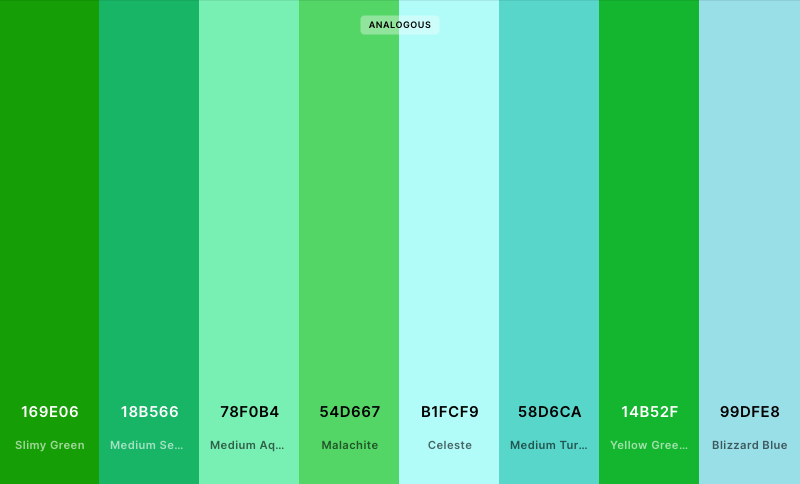 ANALOGOUS
169E06
18B566
78F0B4
54D667
B1FCF9
58D6CA
14B52F
99DFE8
Slimy Green
Medium Se...
Medium Aq...
Malachite
Celeste
Medium Tur...
Yellow Gree...
Blizzard Blue